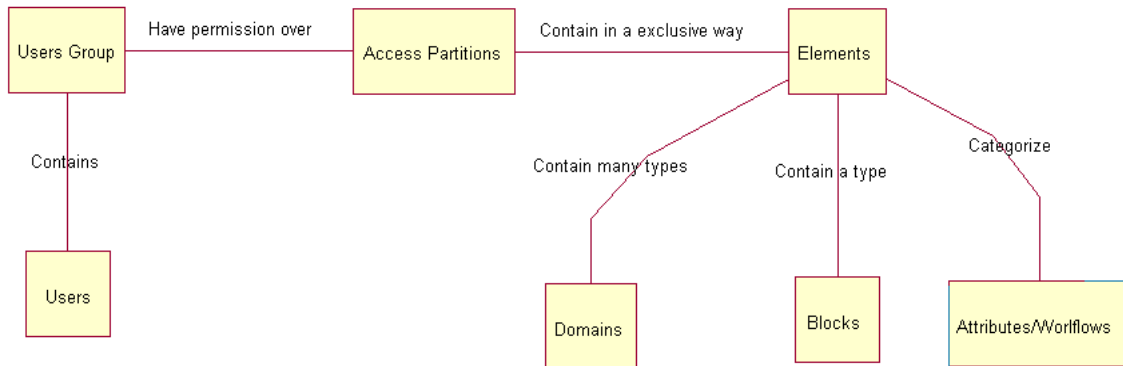 Users Group
Have permission over
Access Partitions
Contain in a exclusive way
Elements
Contains
Contain many types
Contain a type
Categorize
Users
Domains
Blocks
Attributes/Worlflows